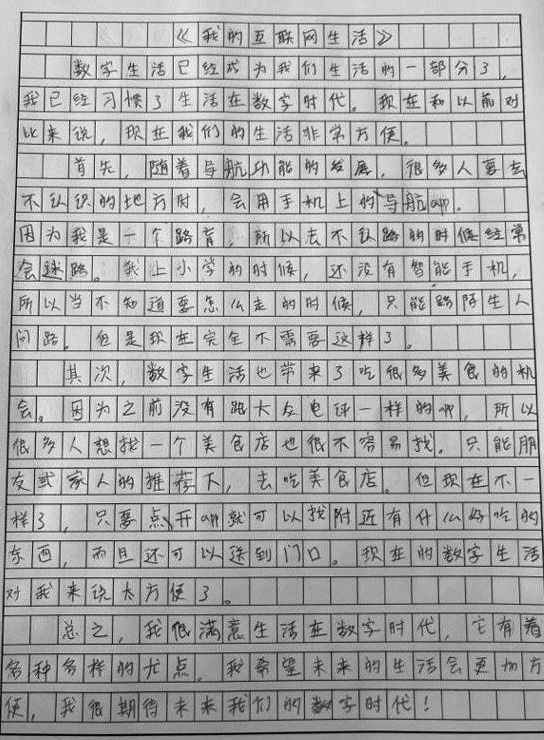 《我的互联网生活》
数字生活已经成为我们生活的一部分了，
我已经习惯了生活在数字时代。现在和以前对
比来说，现在我们的生活非常方便。
首先，随着导航功能的发展，很多人要去
不认识的地方时，会用手机上的导航app。
因为我是一个路盲，所以去不认路的时候经常
会迷路。我上小学的时候，还没有智能手机，
所以当不知道要怎么走的时候，只能跟陌生人
问路。但是现在完全不需要这样了。
其次，数字生活也带来了吃很多美食的机
会。因为之前没有跟大众电评一样的app，所以
很多人想找一个美食店也很不容易找。只能朋
友或家人的推荐下，去吃美食店。但现在不一
样了，只要点开app就可以找附近有什么好吃的
东西，而且还可以送到门口。现在的数字生活
对我来说太方便了。
总之，我很满意生活在数字时代，它有着
各种各样的优点。我希望未来的生活会更加方
便，我很期待未来我们的数字时代！